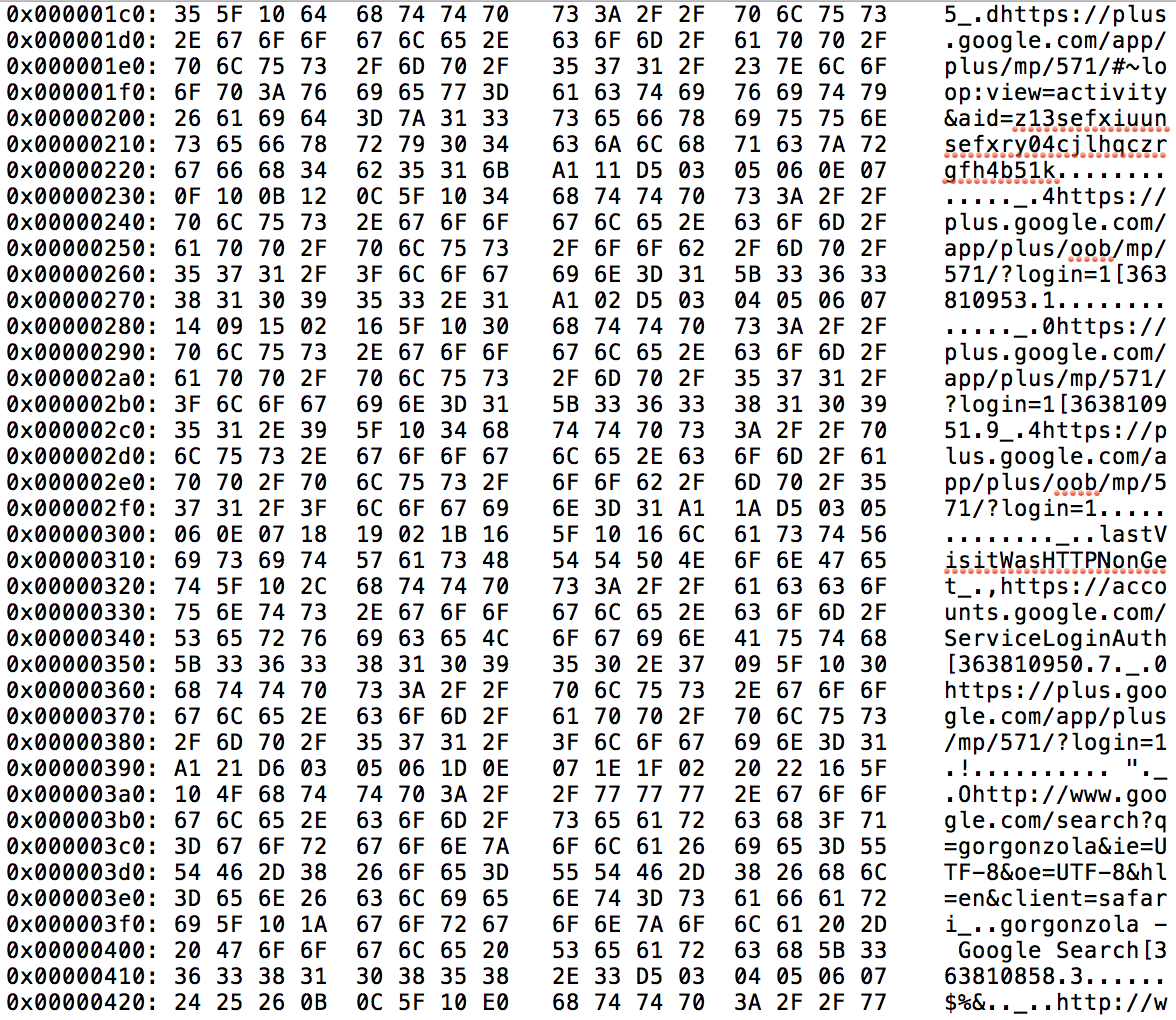 0x000001c0: 35 5F 10 64 68 74 74 70 73 3A 2F 2F 70 6C 75 73 5_.dhttps://plus
0x000001d0: 2E 67 6F 6F 67 6C 65 2E 63 6F 6D 2F 61 70 70 2F .google.com/app/
0x000001e0: 70 6C 75 73 2F 6D 70 2F 35 37 31 2F 23 7E 6C 6F plus/mp/571/#~lo
0x000001f0: 6F 70 3A 76 69 65 77 3D 61 63 74 69 76 69 74 79 op:view=activity
0x00000200: 26 61 69 64 3D 7A 31 33 73 65 66 78 69 75 75 6E &aid=z13sefxiuun
0x00000210: 73 65 66 78 72 79 30 34 63 6A 6C 68 71 63 7A 72 sefxry04cjlhqczr
0x00000220: 67 66 68 34 62 35 31 6B A1 11 D5 03 05 06 0E 07 gfh4b51k........
0x00000230: 0F 10 0B 12 0C 5F 10 34 68 74 74 70 73 3A 2F 2F ....._.4https://
0x00000240: 70 6C 75 73 2E 67 6F 6F 67 6C 65 2E 63 6F 6D 2F plus.google.com/
0x00000250: 61 70 70 2F 70 6C 75 73 2F 6F 6F 62 2F 6D 70 2F app/plus/oob/mp/
0x00000260: 35 37 31 2F 3F 6C 6F 67 69 6E 3D 31 5B 33 36 33 571/?login=1[363
0x00000270: 38 31 30 39 35 33 2E 31 A1 02 D5 03 04 05 06 07 810953.1........
0x00000280: 14 09 15 02 16 5F 10 30 68 74 74 70 73 3A 2F 2F ....._.0https://
0x00000290: 70 6C 75 73 2E 67 6F 6F 67 6C 65 2E 63 6F 6D 2F plus.google.com/
0x000002a0: 61 70 70 2F 70 6C 75 73 2F 6D 70 2F 35 37 31 2F app/plus/mp/571/
0x000002b0: 3F 6C 6F 67 69 6E 3D 31 5B 33 36 33 38 31 30 39 ?login=1[3638109
0x000002c0: 35 31 2E 39 5F 10 34 68 74 74 70 73 3A 2F 2F 70 51.9_.4https://p
0x000002d0: 6C 75 73 2E 67 6F 6F 67 6C 65 2E 63 6F 6D 2F 61 lus.google.com/a
0x000002e0: 70 70 2F 70 6C 75 73 2F 6F 6F 62 2F 6D 70 2F 35 pp/plus/oob/mp/5
0x000002f0: 37 31 2F 3F 6C 6F 67 69 6E 3D 31 A1 1A D5 03 05 71/?login=1.....
0x00000300: 06 0E 07 18 19 02 1B 16 5F 10 16 6C 61 73 74 56 ........_..lastV
0x00000310: 69 73 69 74 57 61 73 48 54 54 50 4E 6F 6E 47 65 isitWasHTTPNonGe
0x00000320: 74 5F 10 2C 68 74 74 70 73 3A 2F 2F 61 63 63 6F t_.,https://acco
0x00000330: 75 6E 74 73 2E 67 6F 6F 67 6C 65 2E 63 6F 6D 2F unts.google.com/
0x00000340: 53 65 72 76 69 63 65 4C 6F 67 69 6E 41 75 74 68 ServiceLoginAuth
0x00000350: 5B 33 36 33 38 31 30 39 35 30 2E 37 09 5F 10 30 [363810950.7._.0
0x00000360: 68 74 74 70 73 3A 2F 2F 70 6C 75 73 2E 67 6F 6F https://plus.goo
0x00000370: 67 6C 65 2E 63 6F 6D 2F 61 70 70 2F 70 6C 75 73 gle.com/app/plus
0x00000380: 2F 6D 70 2F 35 37 31 2F 3F 6C 6F 67 69 6E 3D 31 /mp/571/?login=1
0x00000390: A1 21 D6 03 05 06 1D 0E 07 1E 1F 02 20 22 16 5F .!.......... "._
0x000003a0: 10 4F 68 74 74 70 3A 2F 2F 77 77 77 2E 67 6F 6F .Ohttp://www.goo
0x000003b0: 67 6C 65 2E 63 6F 6D 2F 73 65 61 72 63 68 3F 71 gle.com/search?q
0x000003c0: 3D 67 6F 72 67 6F 6E 7A 6F 6C 61 26 69 65 3D 55 =gorgonzola&ie=U
0x000003d0: 54 46 2D 38 26 6F 65 3D 55 54 46 2D 38 26 68 6C TF-8&oe=UTF-8&hl
0x000003e0: 3D 65 6E 26 63 6C 69 65 6E 74 3D 73 61 66 61 72 =en&client=safar
0x000003f0: 69 5F 10 1A 67 6F 72 67 6F 6E 7A 6F 6C 61 20 2D i_..gorgonzola -
0x00000400: 20 47 6F 6F 67 6C 65 20 53 65 61 72 63 68 5B 33  Google Search[3
0x00000410: 36 33 38 31 30 38 35 38 2E 33 D5 03 04 05 06 07 63810858.3......
0x00000420: 24 25 26 0B 0C 5F 10 E0 68 74 74 70 3A 2F 2F 77 $%&.._..http://w